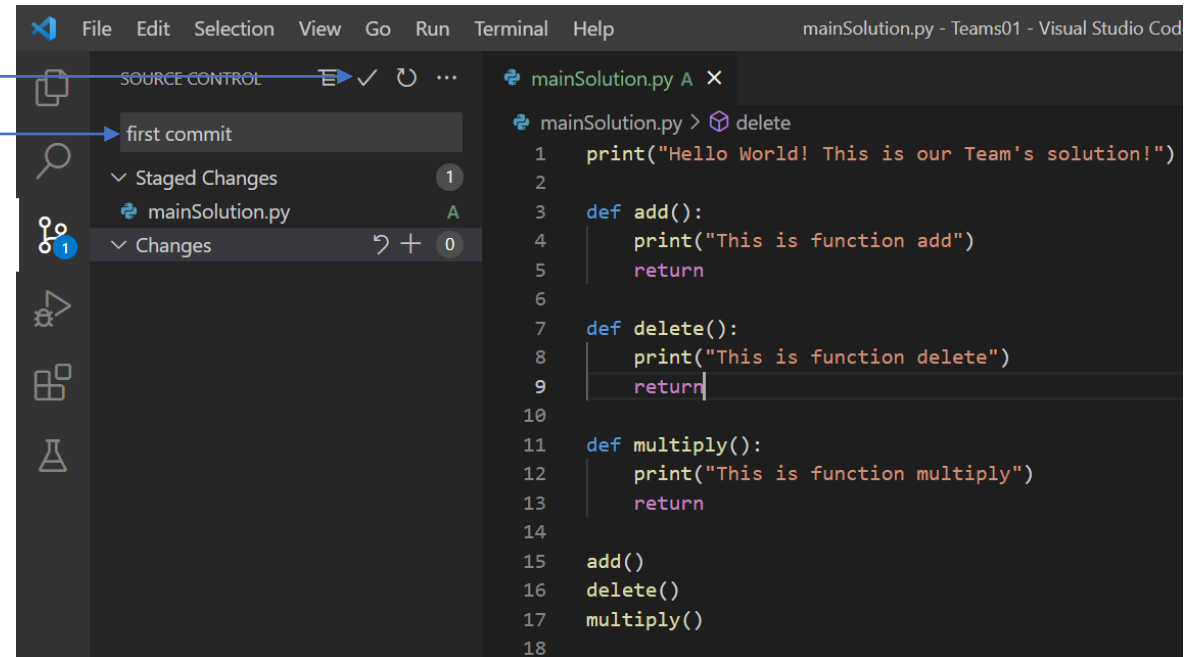 File Edit Selection View Go Run Terminal Help mainSolution.py - Teams01 - Visual Studio Cod
SOURCE CONTROL
first commit
Staged Changes 1
mainSolution.py A
Changes 0
1
mainSolution.py A
mainSolution.py > delete
1 print("Hello World! This is our Team's solution!")
2
3 def add():
4 print("This is function add")
5 return
6
7 def delete():
8 print("This is function delete")
9 return
10
11 def multiply():
12 print("This is function multiply")
13 return
14
15 add()
16 delete()
17 multiply()
18